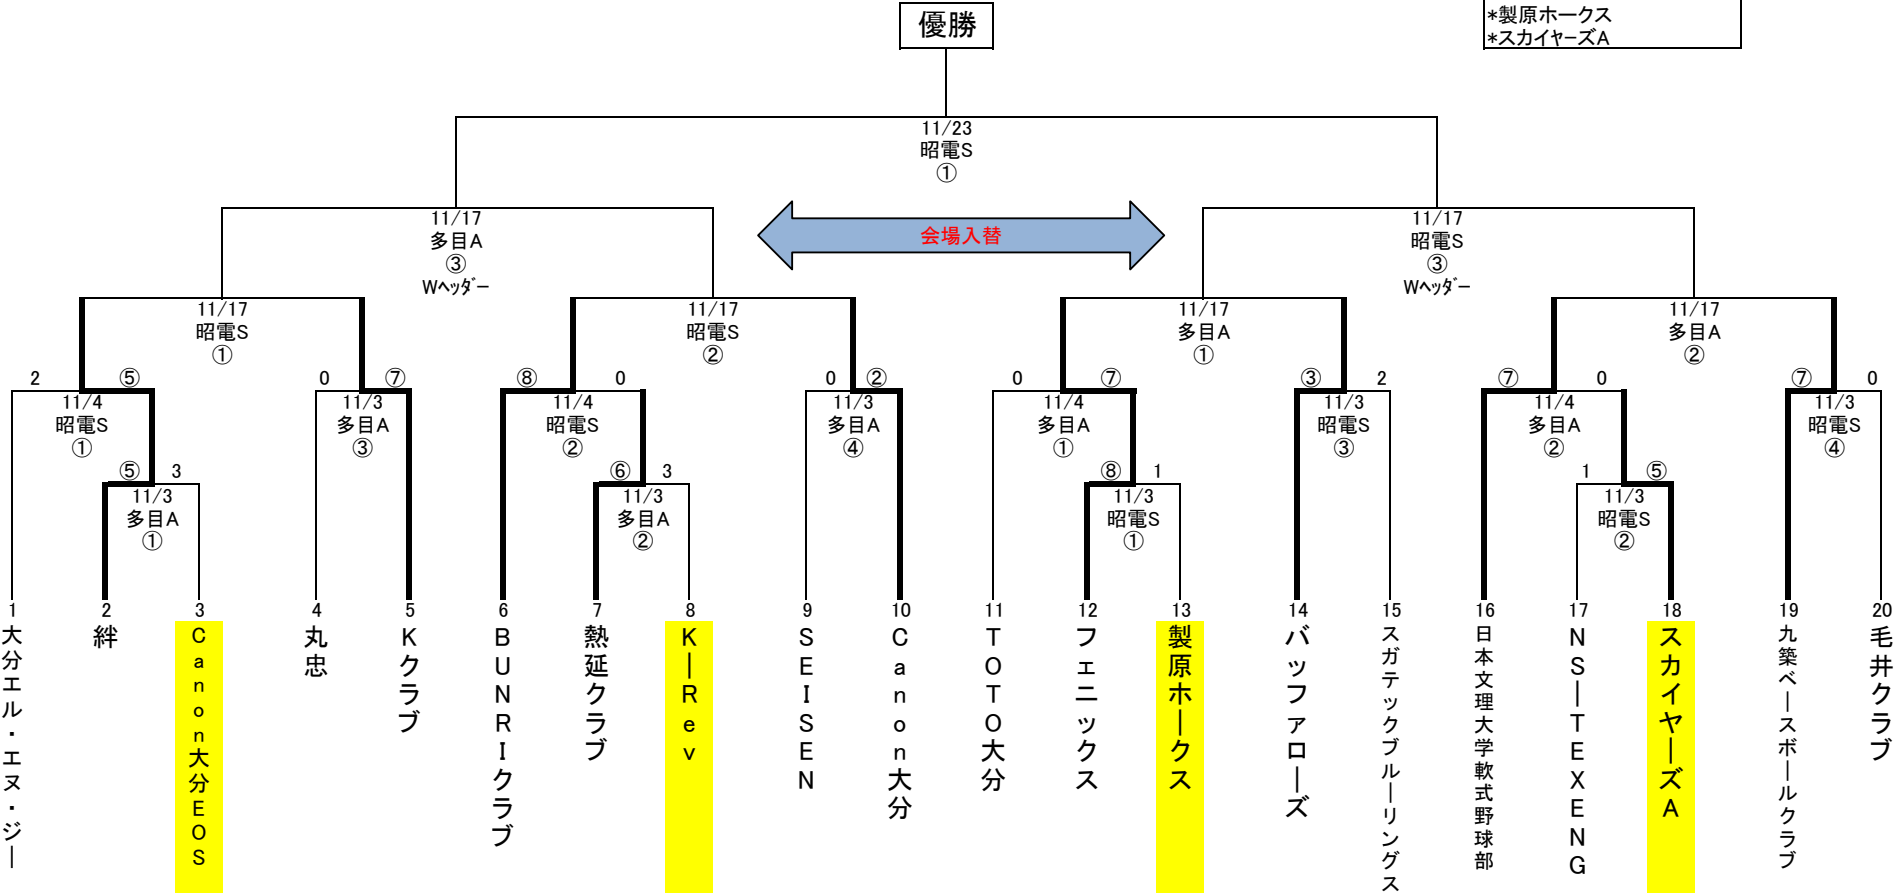 優勝
*製原ホークス
*スカイヤーズA
11/23
昭電S
①
11/17
多目A
③
Wヘッダー
会場入替
11/17
昭電S
③
Wヘッダー
11/17
昭電S
①
11/17
昭電S
②
11/17
多目A
①
11/17
多目A
②
2 ⑤
11/4
昭電S
①
0 ⑦
11/3
多目A
③
⑧ 0
11/4
昭電S
②
0 ②
11/3
多目A
④
0 ⑦
11/4
多目A
①
③ 2
11/3
昭電S
③
⑦ 0
11/4
多目A
②
⑦ 0
11/3
昭電S
④
⑤ 3
11/3
多目A
①
⑥ 3
11/3
多目A
②
⑧ 1
11/3
昭電S
①
1 ⑤
11/3
昭電S
②
1
大分エル・エヌ・ジー
2
絆
3
Canon大分EOS
4
丸忠
5
Kクラブ
6
BUNRIクラブ
7
熱延クラブ
8
K―Rev
9
SEISEN
10
Canon大分
11
TOTO大分
12
フェニックス
13
製原ホークス
14
バッファローズ
15
スガテックブルーリングス
16
日本文理大学軟式野球部
17
NS―TEXENG
18
スカイヤーズA
19
九築ベースボールクラブ
20
毛井クラブ